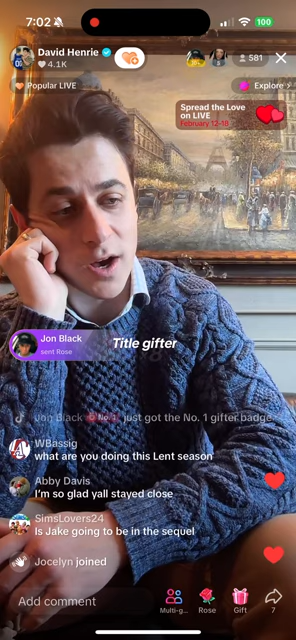 7:02
100
David Henrie
4.1K
581
Popular LIVE
Explore >
Spread the Love
on LIVE
February 12-18
Jon Black
sent Rose
Title gifter
Jon Black No. 1 just got the No. 1 gifter badge
WBassig
what are you doing this Lent season
Abby Davis
I'm so glad yall stayed close
SimsLovers24
Is Jake going to be in the sequel
Jocelyn joined
Add comment
Multi-g...
Rose
Gift
7